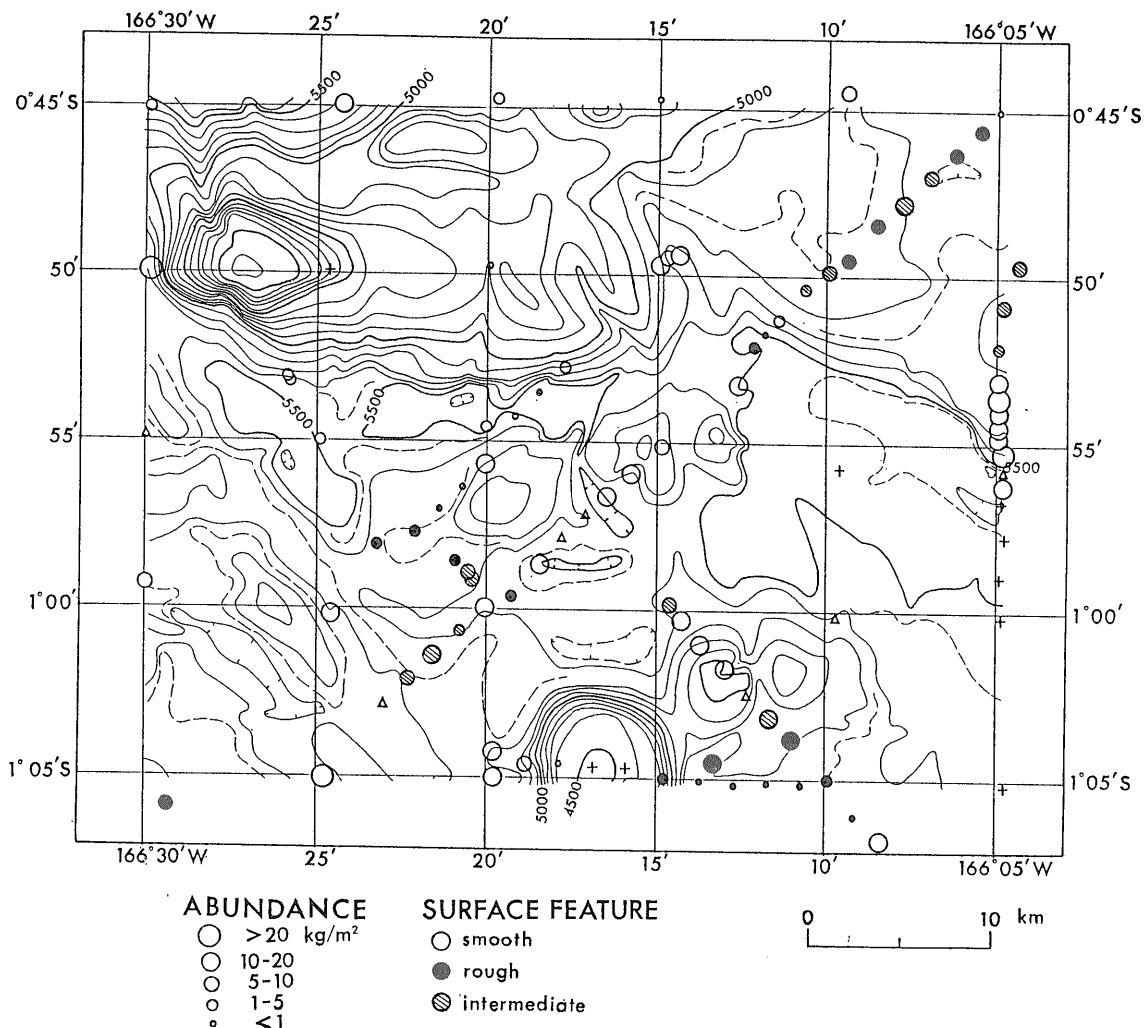 166°30'W 25' 20' 15' 10' 166°05'W
0°45'S 5500 5000 0°45'S
50' 50'
5500 5500
55' 55'
5500
1°00' 1°00'
1°05'S 1°05'S
5000 4500
166°30'W 25' 20' 15' 10' 166°05'W
ABUNDANCE SURFACE FEATURE
>20 kg/m² smooth
10-20 rough
5-10 intermediate
1-5
<1
0 10 km